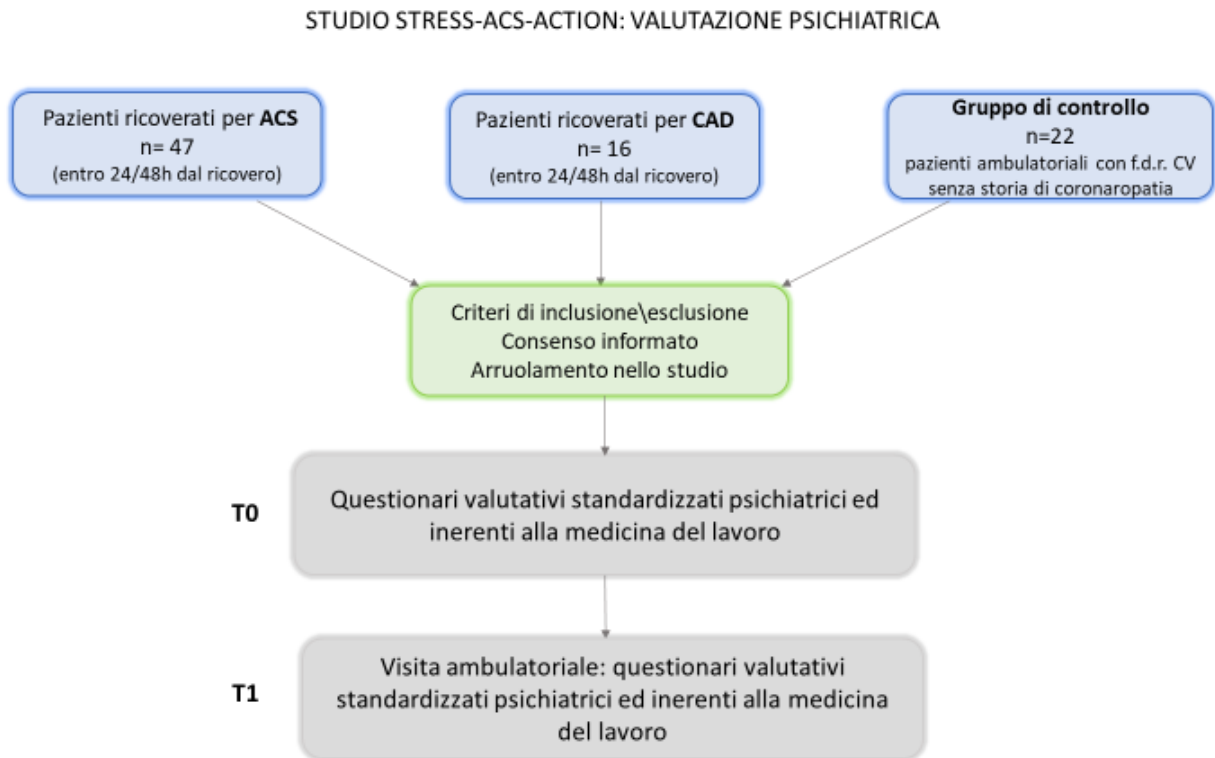 STUDIO STRESS-ACS-ACTION: VALUTAZIONE PSICHIATRICA
Pazienti ricoverati per ACS
n= 47
(entro 24/48h dal ricovero)
Pazienti ricoverati per CAD
n= 16
(entro 24/48h dal ricovero)
Gruppo di controllo
n=22
pazienti ambulatoriali con f.d.r. CV
senza storia di coronaropatia
Criteri di inclusione\esclusione
Consenso informato
Arruolamento nello studio
T0
Questionari valutativi standardizzati psichiatrici ed
inerenti alla medicina del lavoro
T1
Visita ambulatoriale: questionari valutativi
standardizzati psichiatrici ed inerenti alla medicina
del lavoro